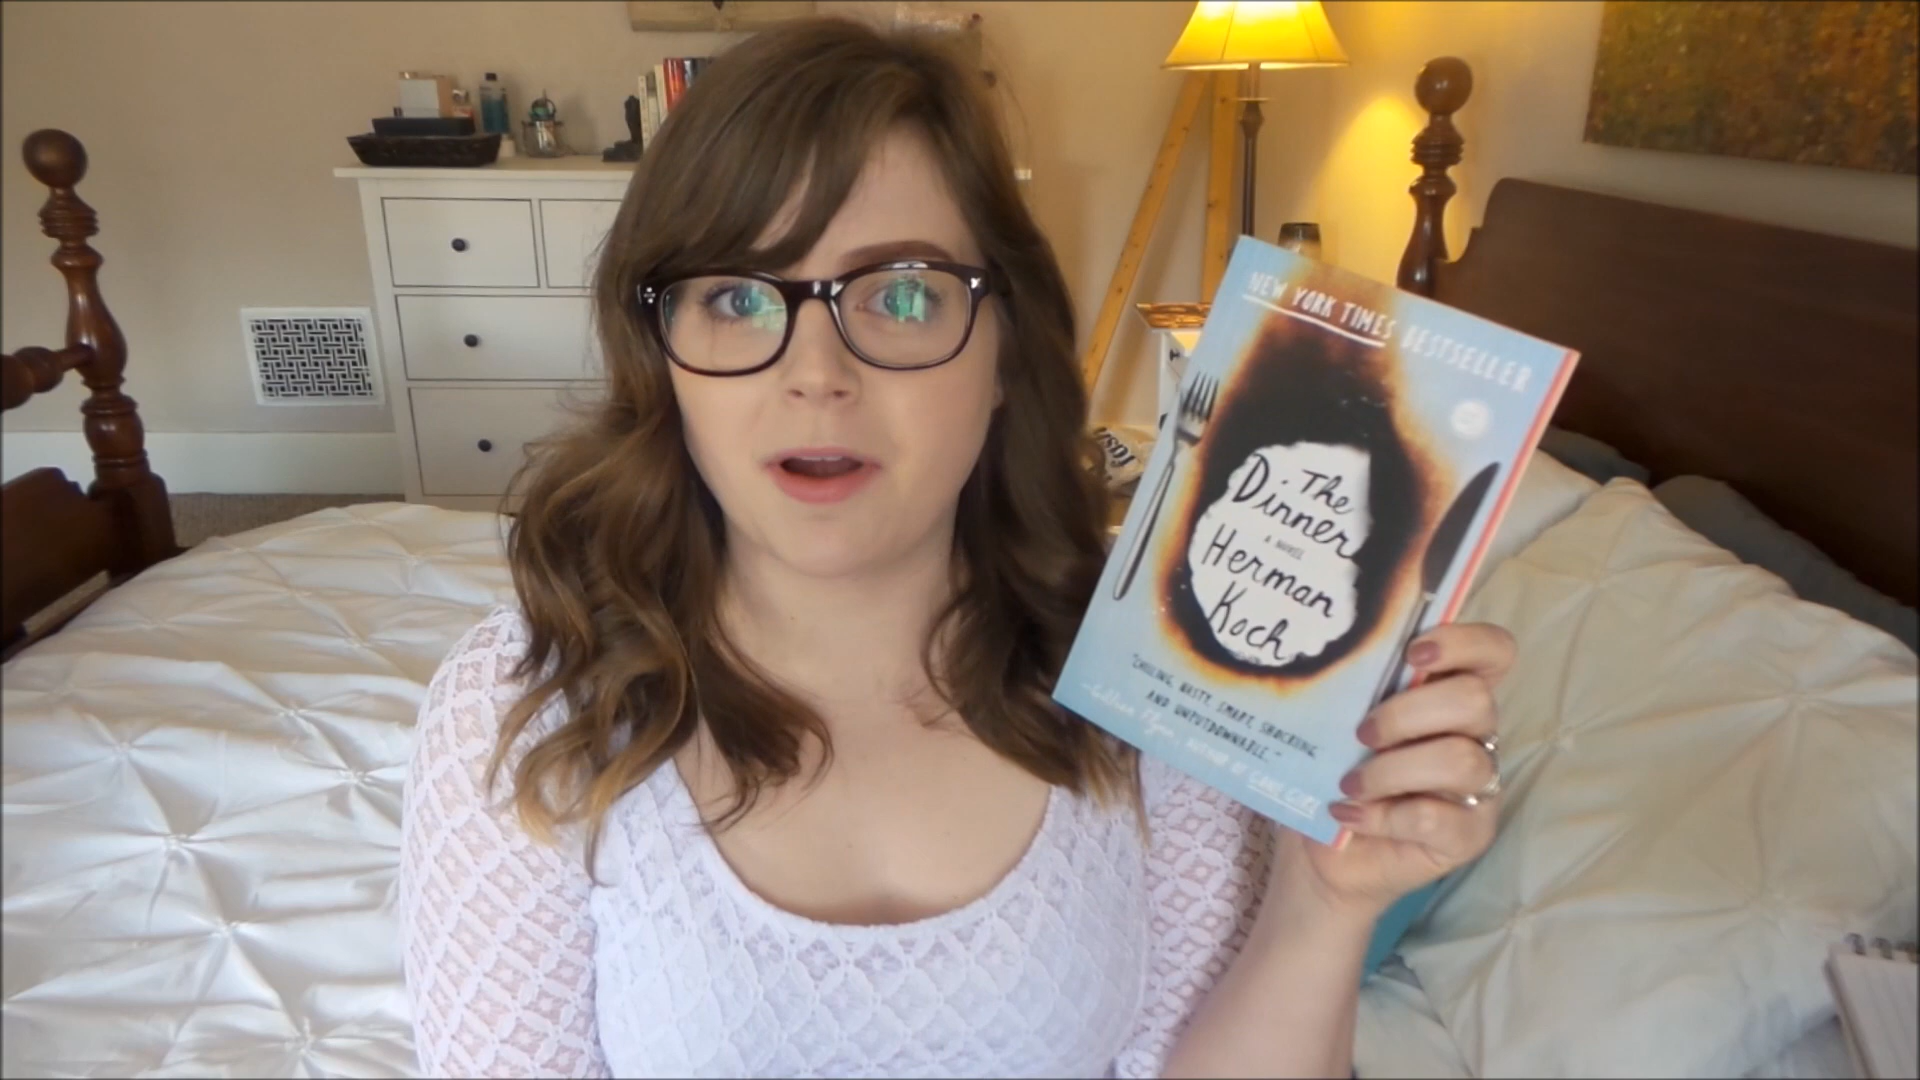 NEW YORK TIMES BESTSELLER
The
Dinner
A NOVEL
Herman
Koch
"CHILLING, NASTY, SMART, SHOCKING
AND UNPUTDOWNABLE."
—Gillian Flynn, AUTHOR OF GONE GIRL